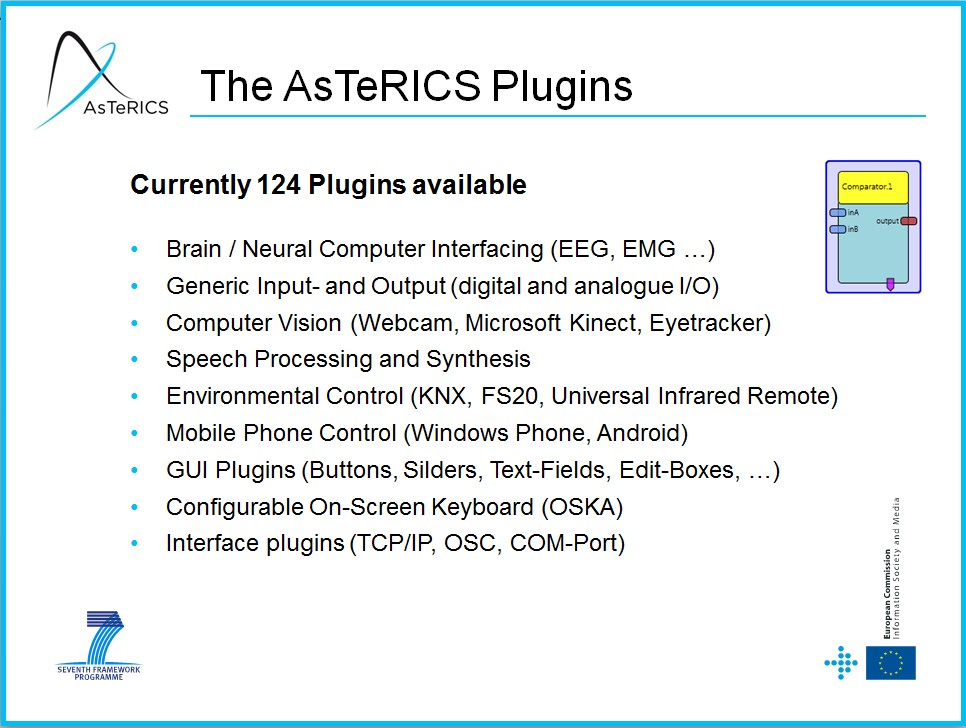 AsTeRICS
The AsTeRICS Plugins
Currently 124 Plugins available
Comparator.1
inA
output
inB
• Brain / Neural Computer Interfacing (EEG, EMG …)
• Generic Input- and Output (digital and analogue I/O)
• Computer Vision (Webcam, Microsoft Kinect, Eyetracker)
• Speech Processing and Synthesis
• Environmental Control (KNX, FS20, Universal Infrared Remote)
• Mobile Phone Control (Windows Phone, Android)
• GUI Plugins (Buttons, Silders, Text-Fields, Edit-Boxes, …)
• Configurable On-Screen Keyboard (OSKA)
• Interface plugins (TCP/IP, OSC, COM-Port)
European Commission
Information Society and Media
7
SEVENTH FRAMEWORK
PROGRAMME